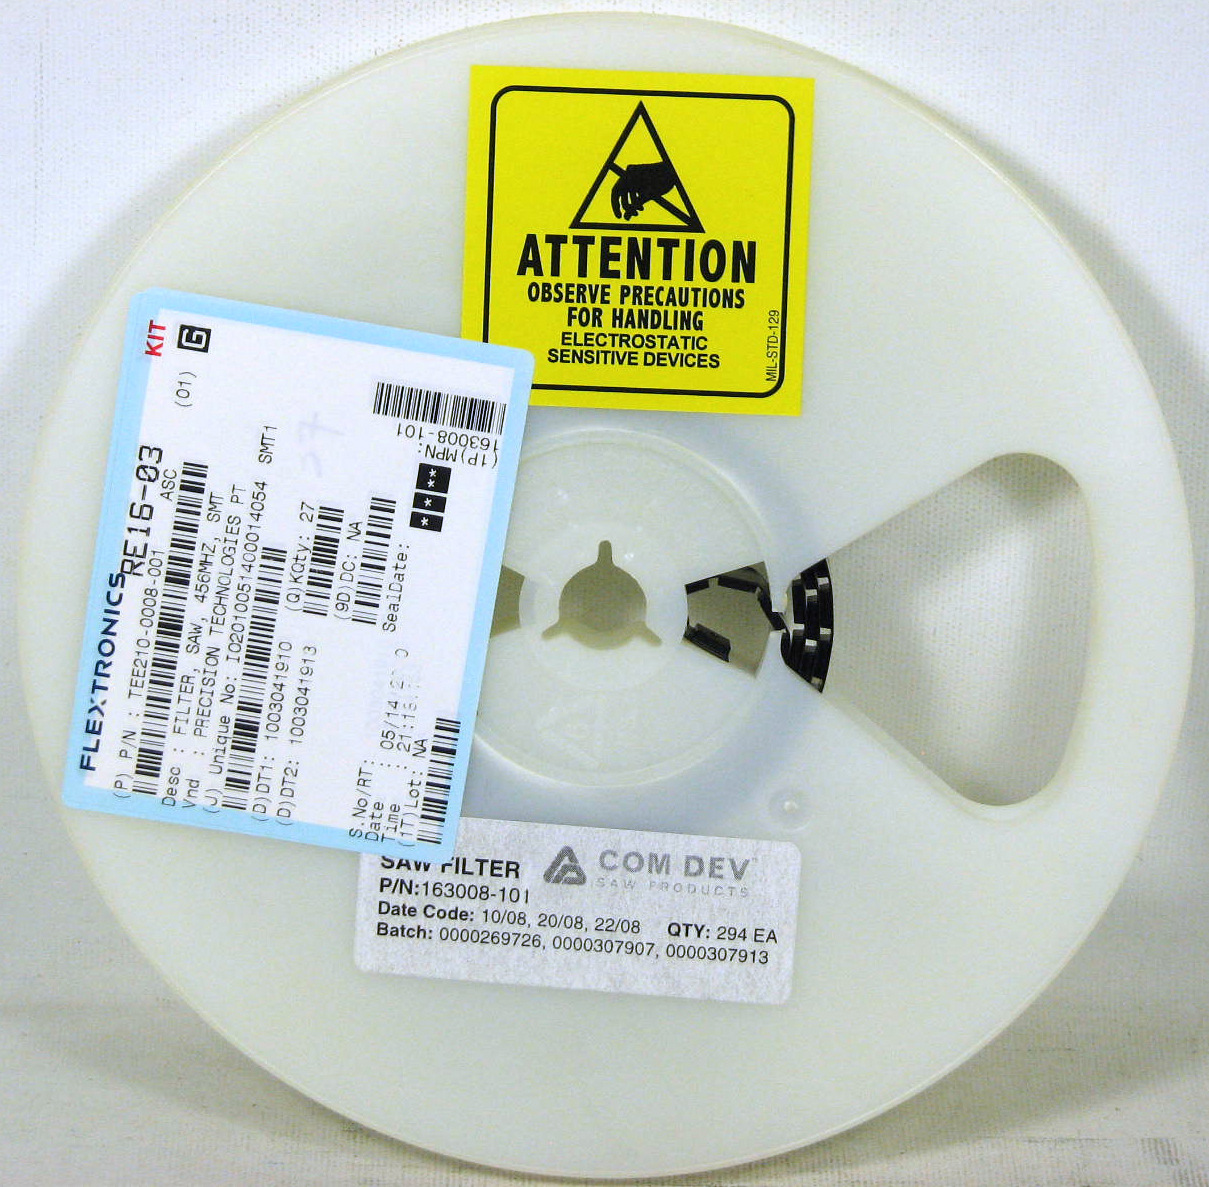 ATTENTION
OBSERVE PRECAUTIONS
FOR HANDLING
ELECTROSTATIC
SENSITIVE DEVICES
MIL-STD-129
KIT
G
(01)
FLEXTRONICS
RE16-03
(P) P/N : TEE210-0008-001 ASC
Desc : FILTER, SAW, 456MHZ, SMT
Vnd : PRECISION TECHNOLOGIES PT
(J) Unique No: IO2010051400014054 SMT1
(D)DT1: 1003041910 (Q)KQty: 27
(D)DT2: 1003041913 (9D)DC: NA
S.No/RT: SealDate:
Date : 05/14/
Time : 21:
(1T)Lot: NA
* * **
(1P)MPN:
163008-101
SAW FILTER
COM DEV
SAW PRODUCTS
P/N:163008-101
Date Code: 10/08, 20/08, 22/08 QTY: 294 EA
Batch: 0000269726, 0000307907, 0000307913